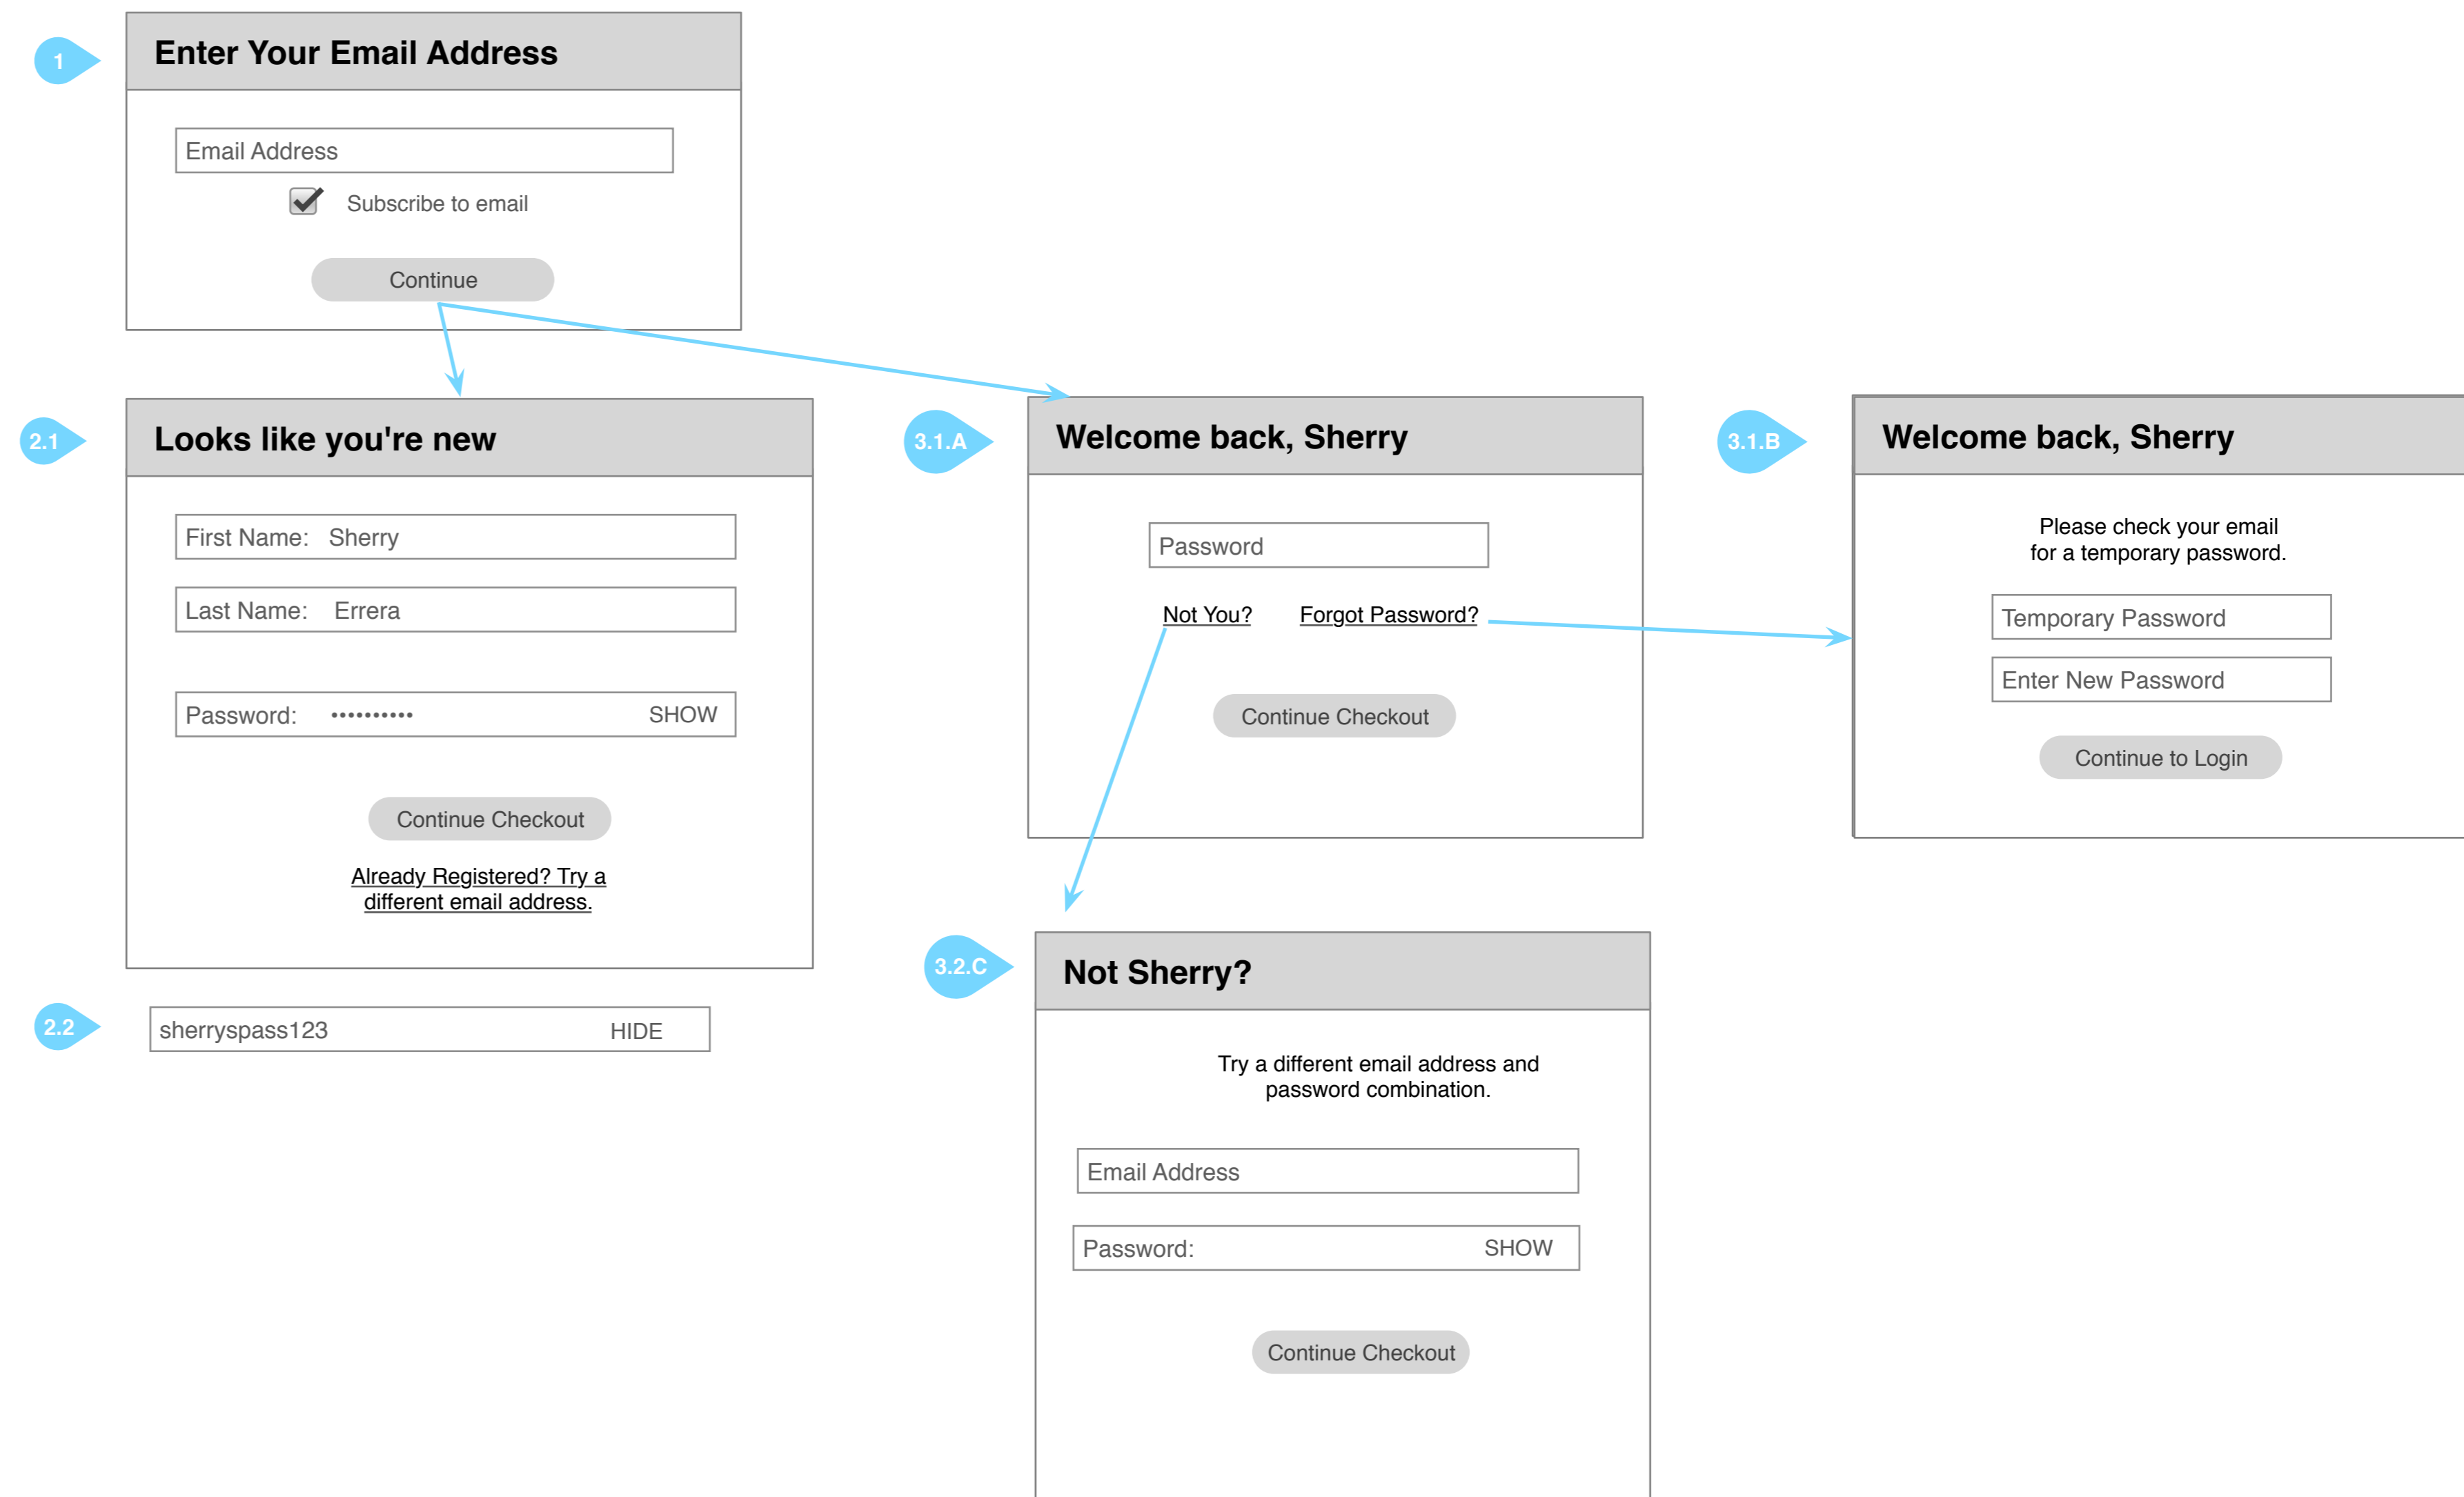 1
Enter Your Email Address
Email Address
Subscribe to email
Continue
2.1
Looks like you're new
First Name: Sherry
Last Name: Errera
Password: •••••••••• SHOW
Continue Checkout
Already Registered? Try a
different email address.
2.2
sherryspass123 HIDE
3.1.A
Welcome back, Sherry
Password
Not You? Forgot Password?
Continue Checkout
3.1.B
Welcome back, Sherry
Please check your email
for a temporary password.
Temporary Password
Enter New Password
Continue to Login
3.2.C
Not Sherry?
Try a different email address and
password combination.
Email Address
Password: SHOW
Continue Checkout